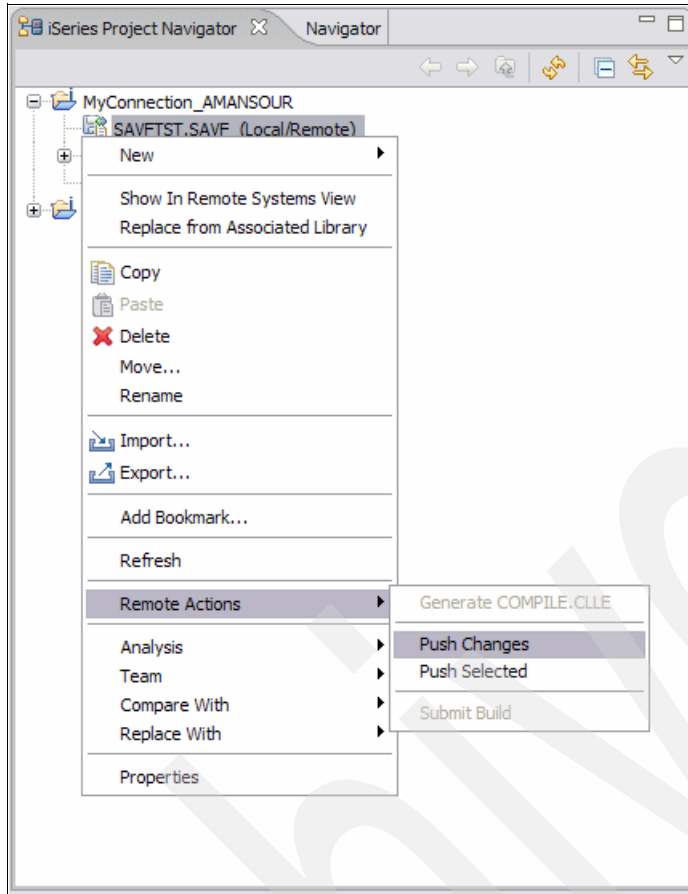 iSeries Project Navigator
Navigator
MyConnection_AMANSOUR
SAVFTST.SAVF (Local/Remote)
New
Show In Remote Systems View
Replace from Associated Library
Copy
Paste
Delete
Move...
Rename
Import...
Export...
Add Bookmark...
Refresh
Remote Actions
Generate COMPILE.CLLE
Analysis
Push Changes
Team
Push Selected
Compare With
Submit Build
Replace With
Properties